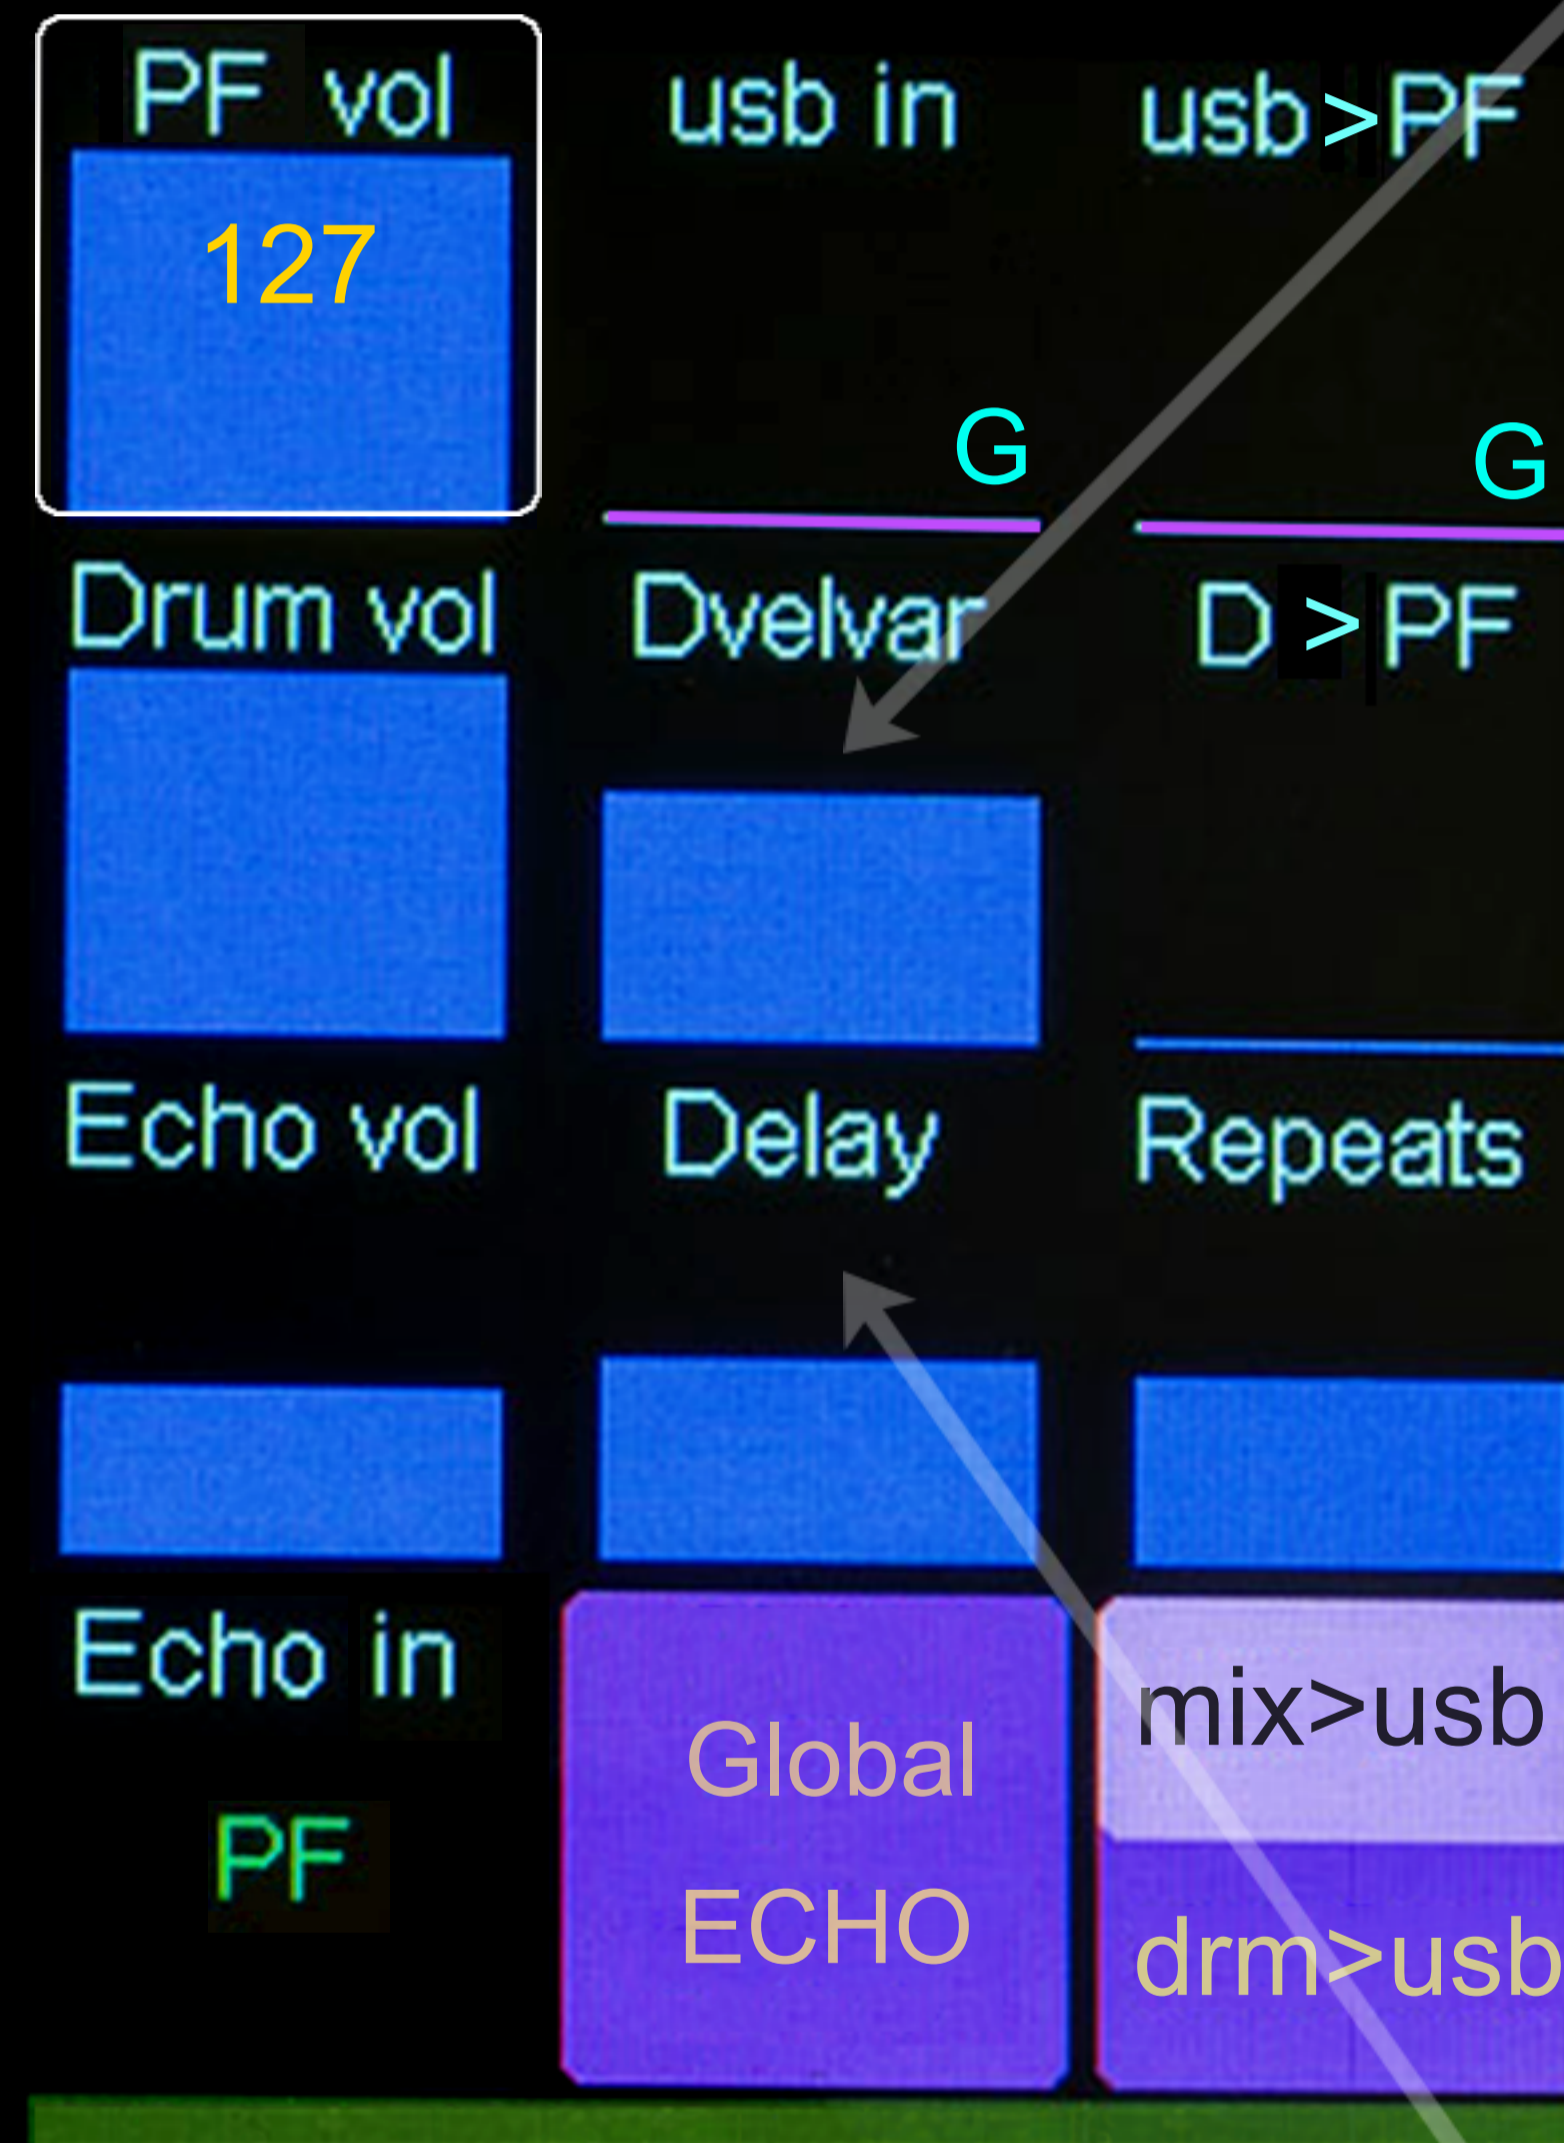 PF vol
usb in
usb>PF
127
G
G
Drum vol
Dvelvar
D >PF
Echo vol
Delay
Repeats
Echo in
PF
Global
ECHO
mix>usb
drm>usb